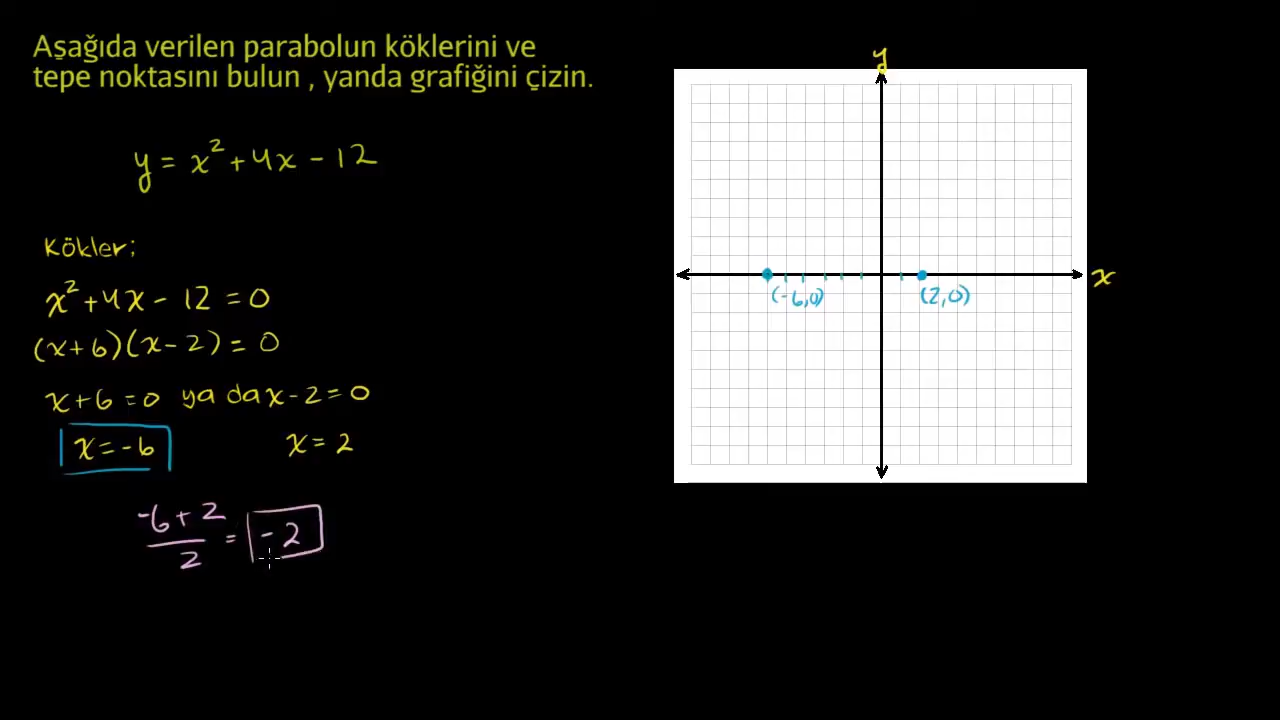 Aşağıda verilen parabolun köklerini ve
tepe noktasını bulun , yanda grafiğini çizin.
y = x² + 4x - 12
Kökler;
x² + 4x - 12 = 0
(x + 6)(x - 2) = 0
x + 6 = 0 ya da x - 2 = 0
x = -6 x = 2
-6 + 2
2
= -2
y
x
(-6,0) (2,0)